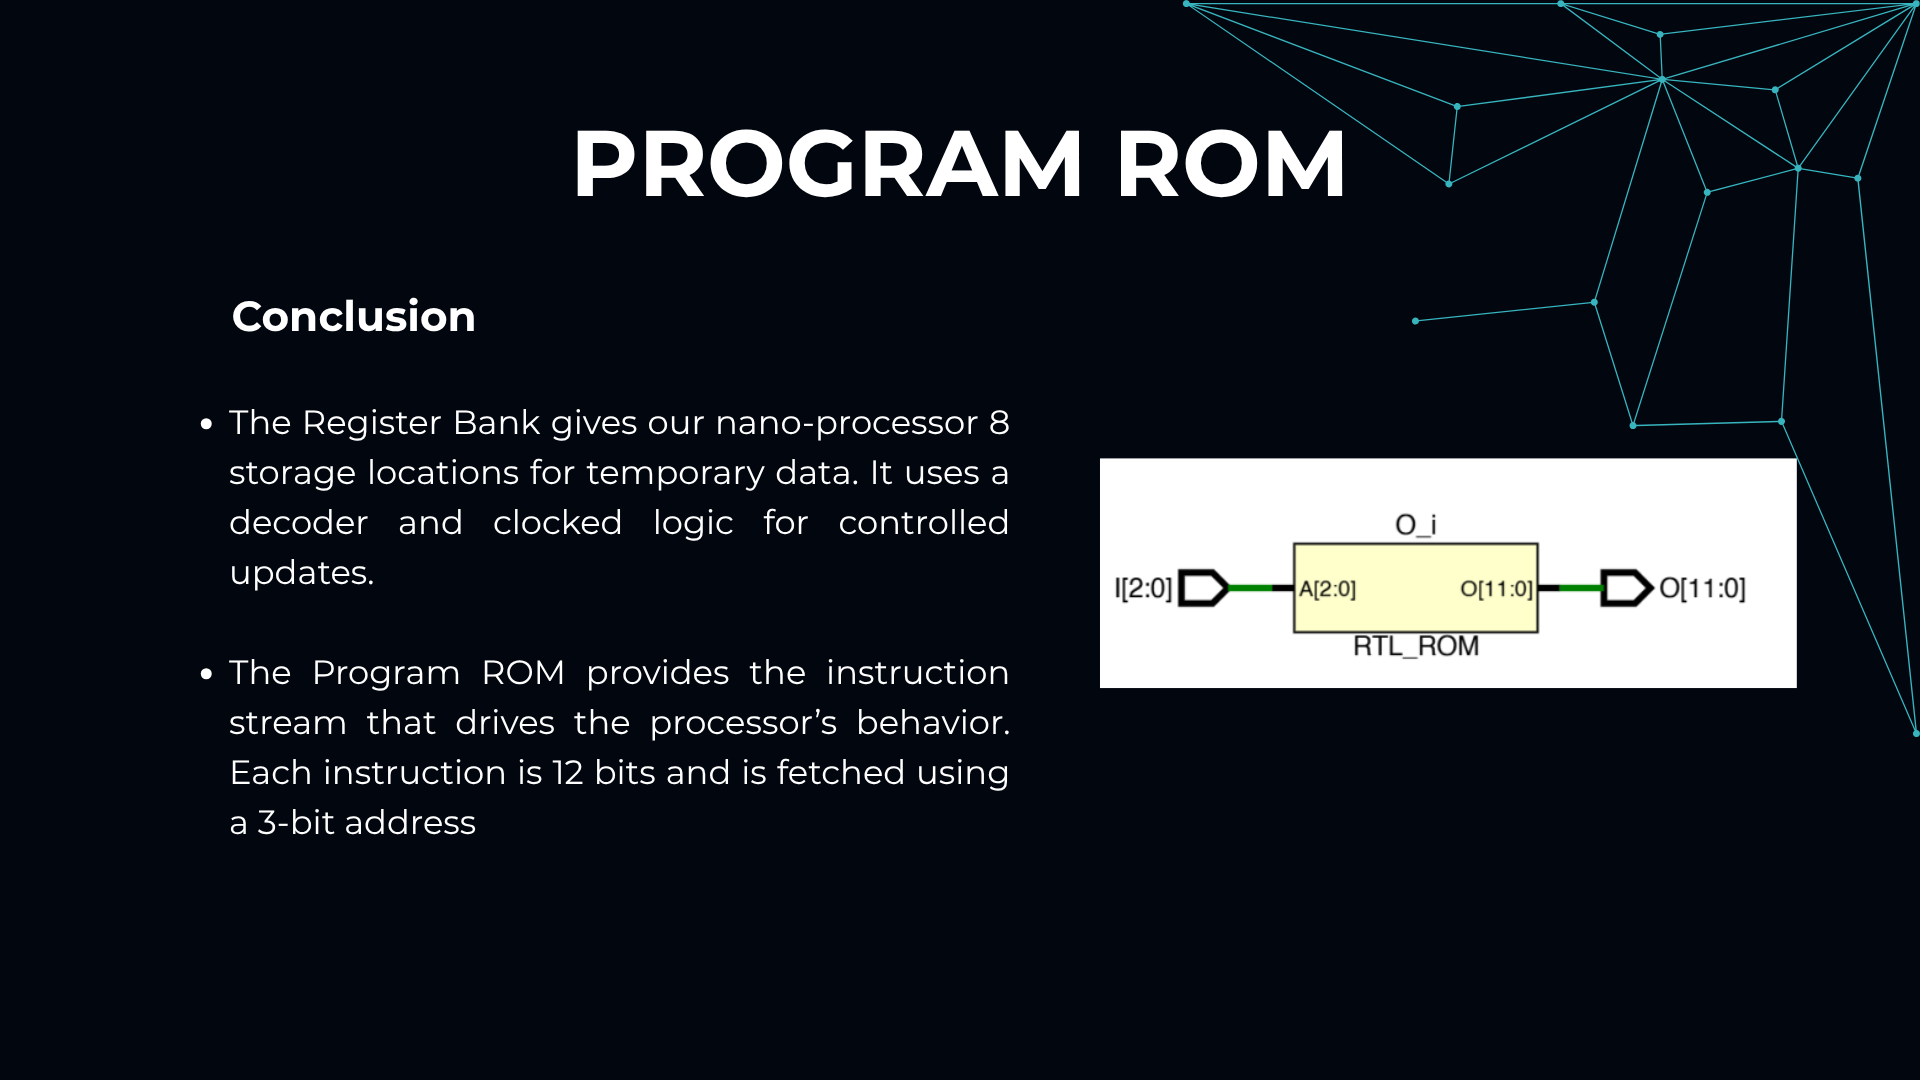 PROGRAM ROM
Conclusion
• The Register Bank gives our nano-processor 8
storage locations for temporary data. It uses a
decoder and clocked logic for controlled
updates.
• The Program ROM provides the instruction
stream that drives the processor’s behavior.
Each instruction is 12 bits and is fetched using
a 3-bit address
O_i
I[2:0] A[2:0] O[11:0] O[11:0]
RTL_ROM